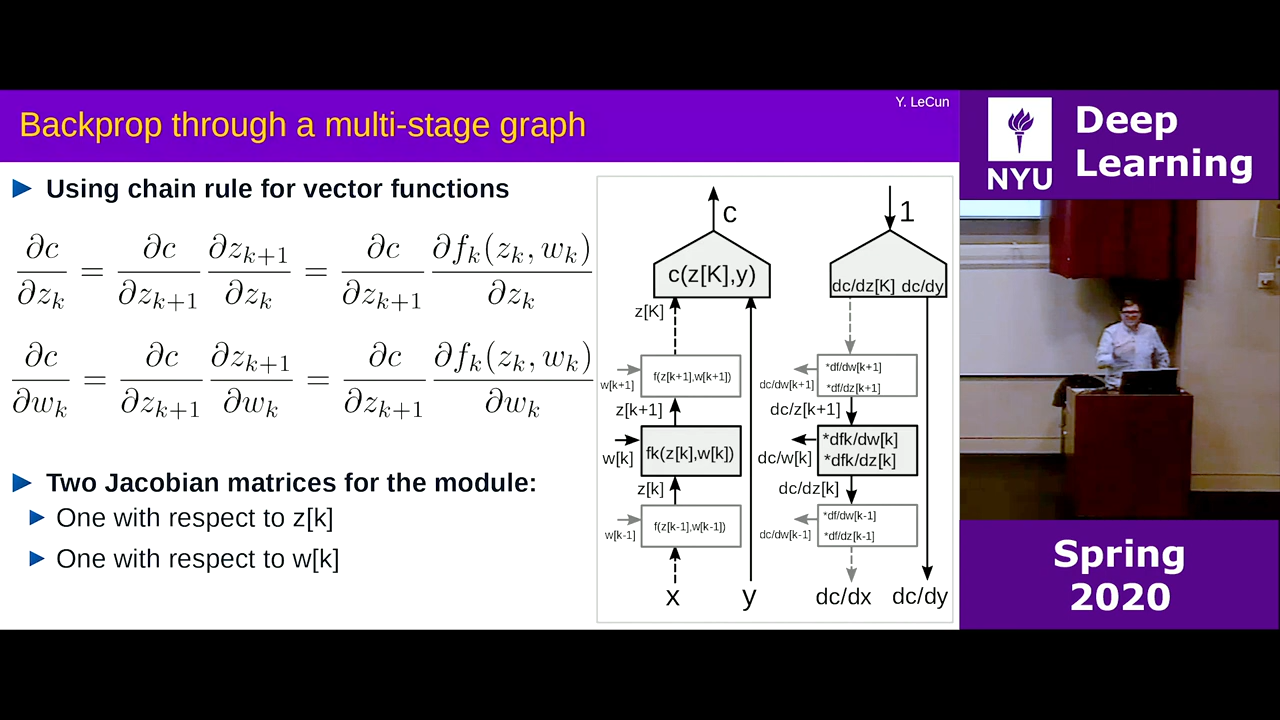 Y. LeCun
Backprop through a multi-stage graph
NYU
Deep
Learning
Using chain rule for vector functions
∂c/∂z_k = ∂c/∂z_{k+1} ∂z_{k+1}/∂z_k = ∂c/∂z_{k+1} ∂f_k(z_k, w_k)/∂z_k
∂c/∂w_k = ∂c/∂z_{k+1} ∂z_{k+1}/∂w_k = ∂c/∂z_{k+1} ∂f_k(z_k, w_k)/∂w_k
Two Jacobian matrices for the module:
One with respect to z[k]
One with respect to w[k]
c
c(z[K],y)
z[K]
w[k+1]
f(z[k+1],w[k+1])
z[k+1]
w[k]
fk(z[k],w[k])
z[k]
w[k-1]
f(z[k-1],w[k-1])
x
y
1
dc/dz[K] dc/dy
*df/dw[k+1]
*df/dz[k+1]
dc/dw[k+1]
dc/z[k+1]
*dfk/dw[k]
*dfk/dz[k]
dc/w[k]
dc/dz[k]
*df/dw[k-1]
*df/dz[k-1]
dc/dw[k-1]
dc/dx
dc/dy
Spring
2020